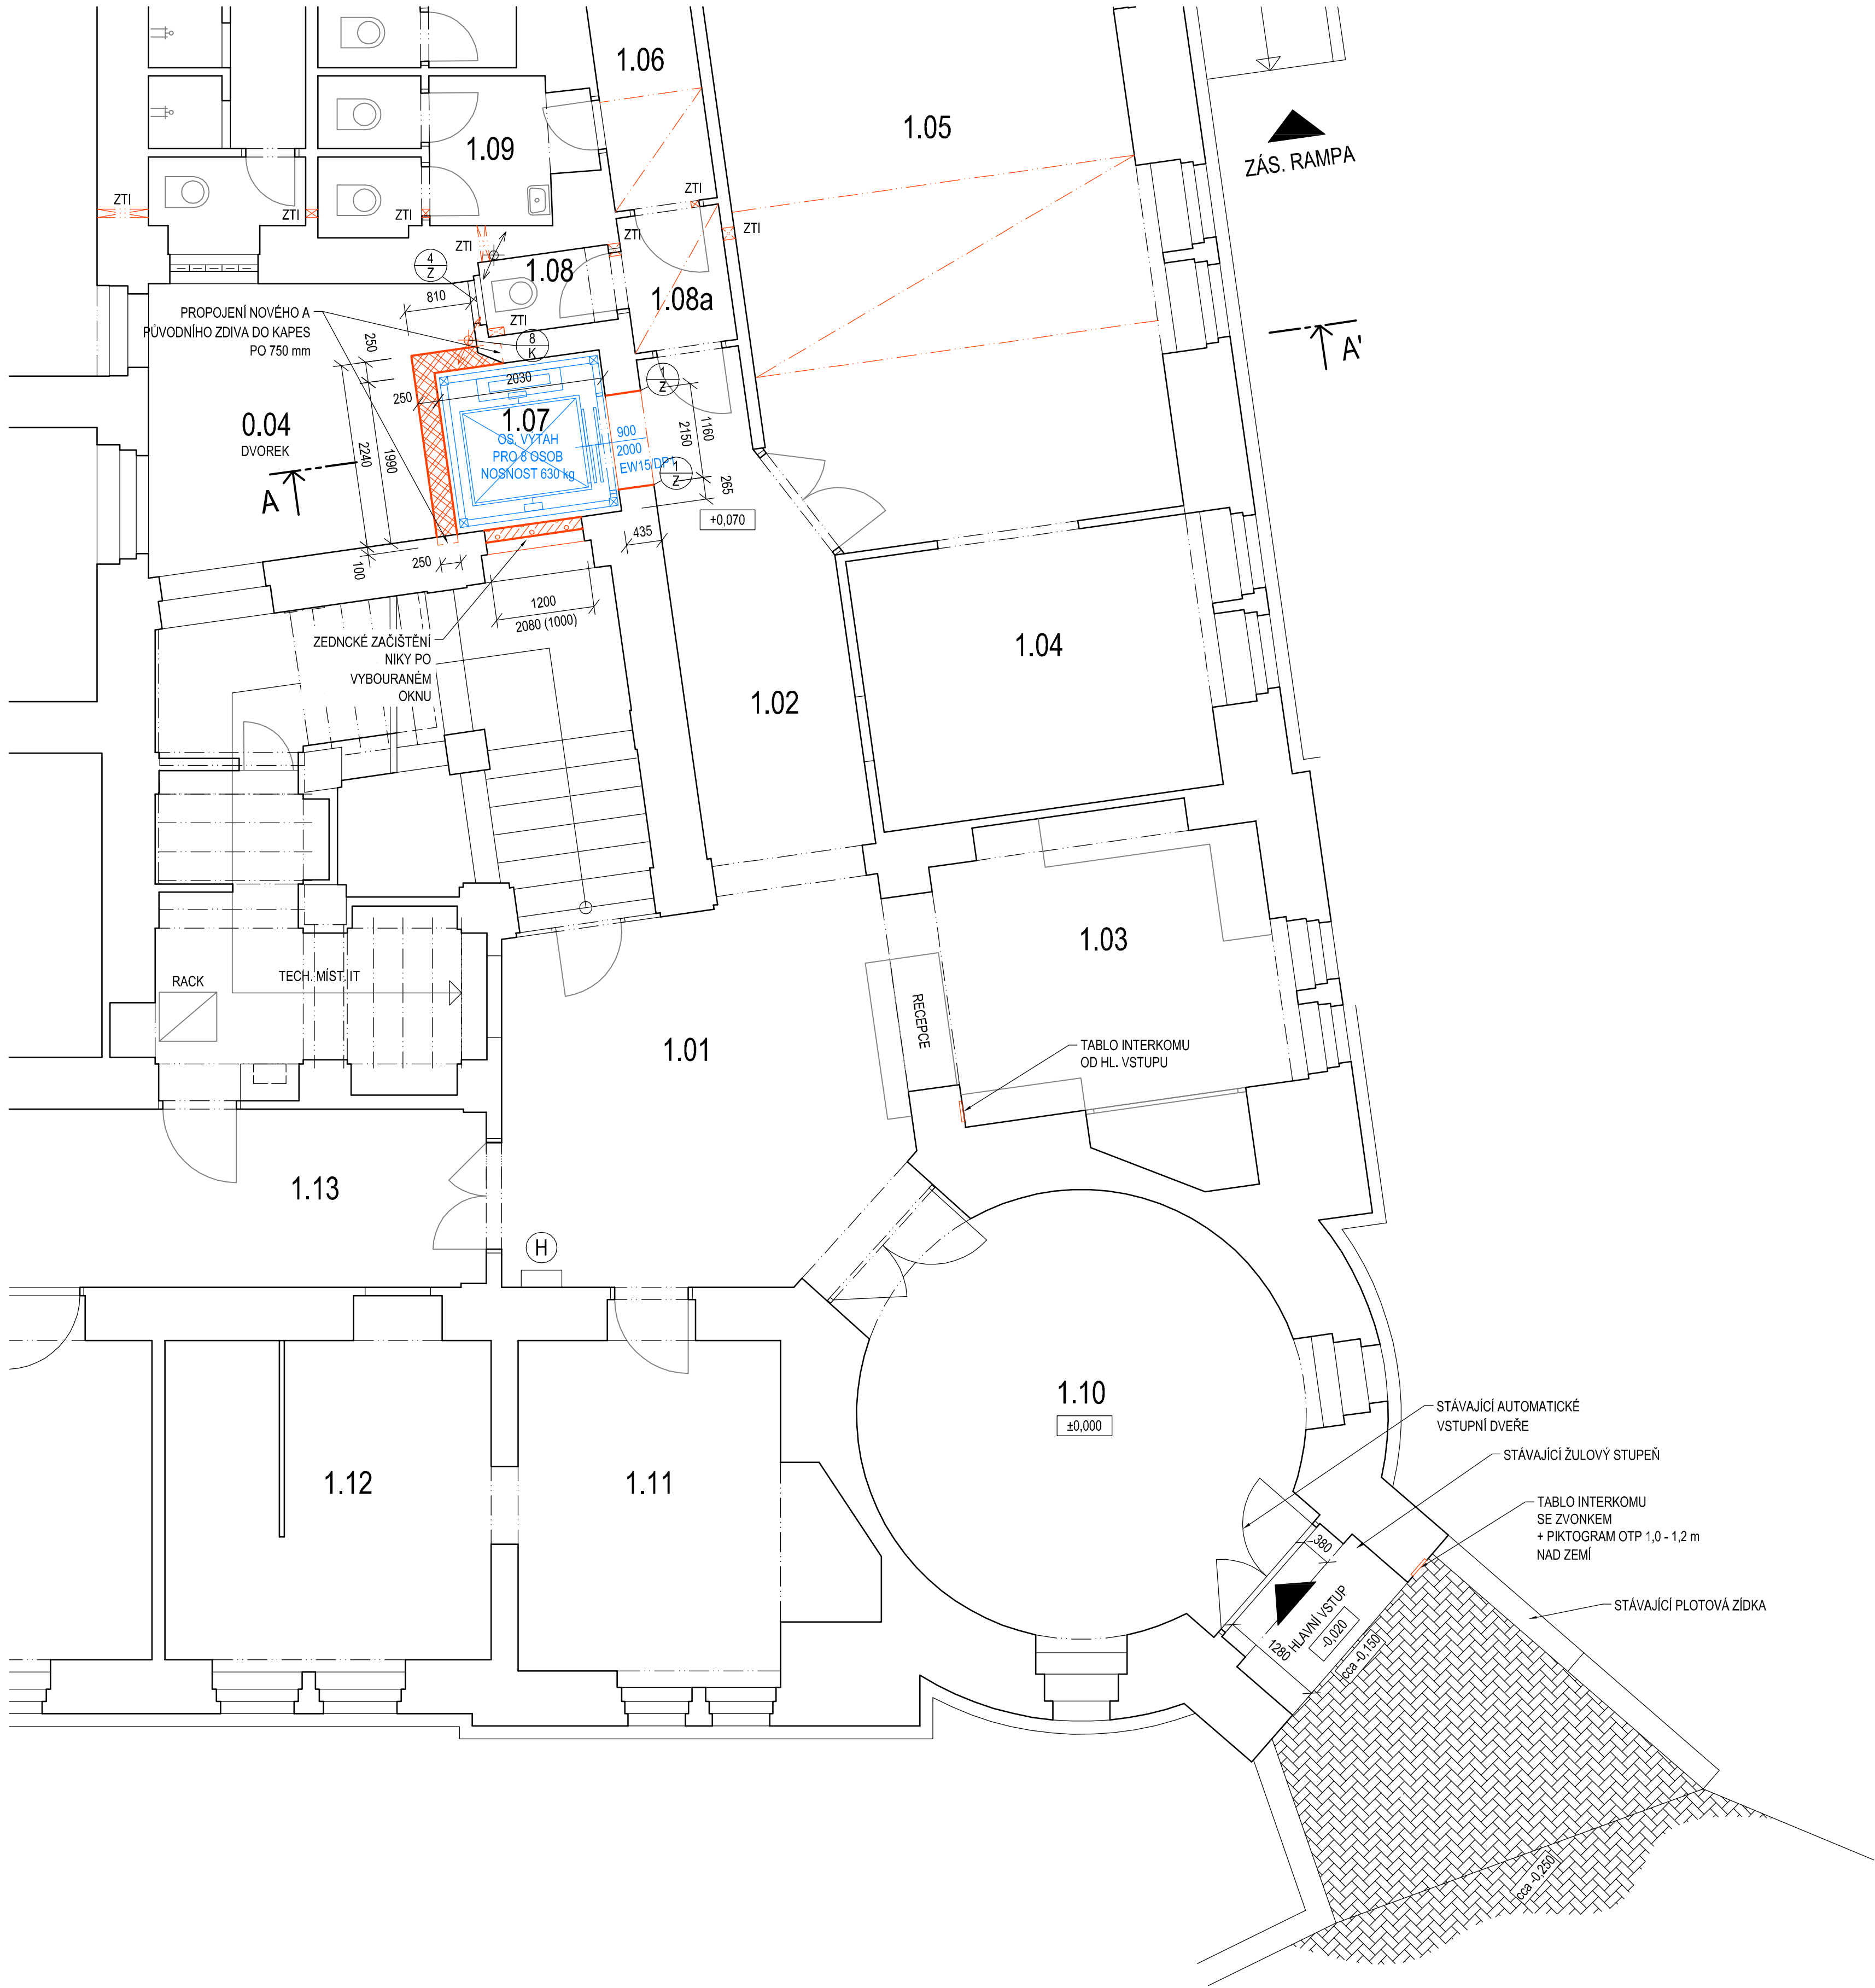 1.06
1.05
1.09
ZÁS. RAMPA
ZTI
ZTI
ZTI
ZTI
ZTI
ZTI
ZTI
4
Z
1.08
1.08a
810
ZTI
PROPOJENÍ NOVÉHO A
PŮVODNÍHO ZDIVA DO KAPES
PO 750 mm
8
K
A'
250
2030
1
Z
250
1.07
OS. VÝTAH
PRO 8 OSOB
NOSNOST 630 kg
900
2000
EW15/DP1
1160
2150
0.04
DVOREK
2240
1990
1
Z
265
A
+0,070
435
100
250
1200
2080 (1000)
ZEDNCKÉ ZAČIŠTĚNÍ
NIKY PO
VYBOURANÉM
OKNU
1.04
1.02
1.03
RACK
TECH. MÍST. IT
RECEPCE
1.01
TABLO INTERKOMU
OD HL. VSTUPU
1.13
H
1.10
±0,000
STÁVAJÍCÍ AUTOMATICKÉ
VSTUPNÍ DVEŘE
STÁVAJÍCÍ ŽULOVÝ STUPEŇ
1.12
1.11
TABLO INTERKOMU
SE ZVONKEM
+ PIKTOGRAM OTP 1,0 - 1,2 m
NAD ZEMÍ
380
STÁVAJÍCÍ PLOTOVÁ ZÍDKA
1280
HLAVNÍ VSTUP
-0,020
cca -0,150
cca -0,250